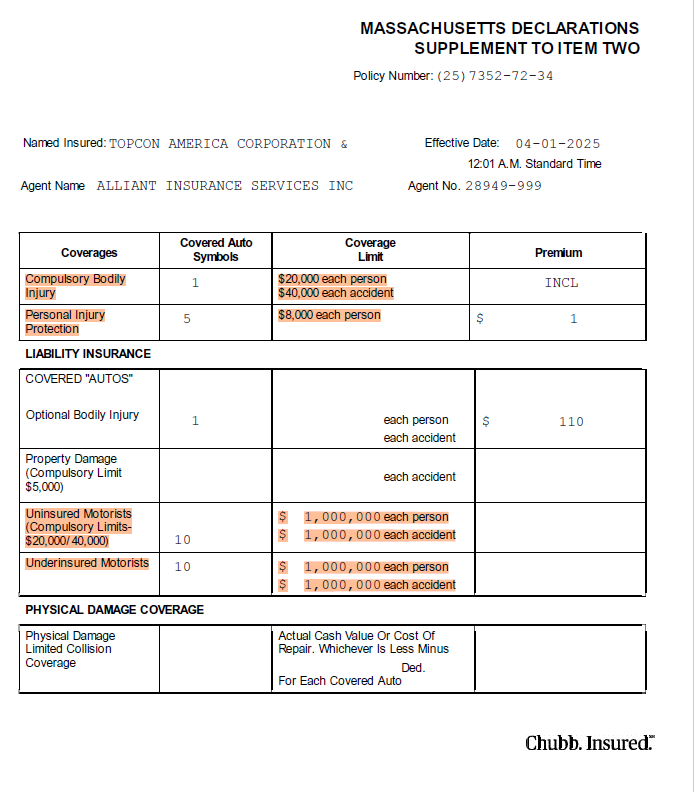 MASSACHUSETTS DECLARATIONS
SUPPLEMENT TO ITEM TWO
Policy Number: (25)7352-72-34
Named Insured: TOPCON AMERICA CORPORATION &
Effective Date: 04-01-2025
12:01 A.M. Standard Time
Agent Name ALLIANT INSURANCE SERVICES INC
Agent No. 28949-999
Coverages
Covered Auto
Symbols
Coverage
Limit
Premium
Compulsory Bodily
Injury
1
$20,000 each person
$40,000 each accident
INCL
Personal Injury
Protection
5
$8,000 each person
$ 1
LIABILITY INSURANCE
COVERED "AUTOS"
Optional Bodily Injury
1
each person
each accident
$ 110
Property Damage
(Compulsory Limit
$5,000)
each accident
Uninsured Motorists
(Compulsory Limits-
$20,000/40,000)
10
$ 1,000,000 each person
$ 1,000,000 each accident
Underinsured Motorists
10
$ 1,000,000 each person
$ 1,000,000 each accident
PHYSICAL DAMAGE COVERAGE
Physical Damage
Limited Collision
Coverage
Actual Cash Value Or Cost Of
Repair. Whichever Is Less Minus
Ded.
For Each Covered Auto
Chubb. Insured.℠